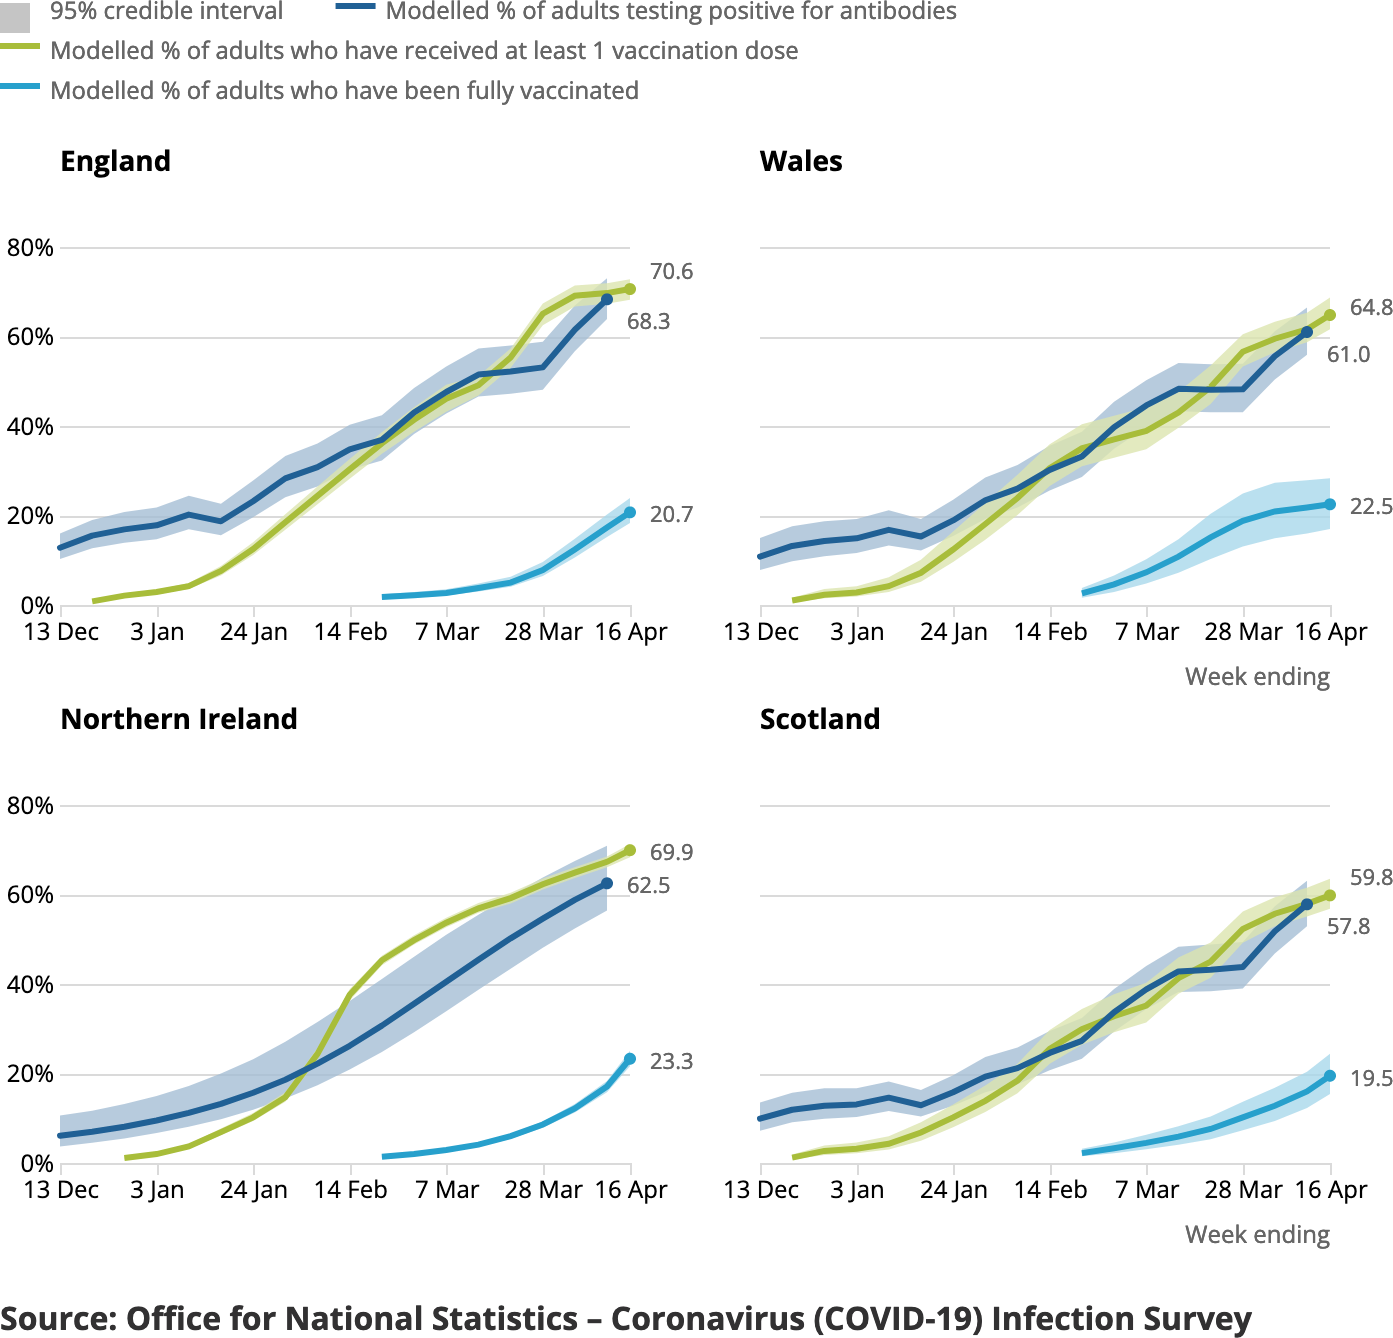 95% credible interval
Modelled % of adults testing positive for antibodies
Modelled % of adults who have received at least 1 vaccination dose
Modelled % of adults who have been fully vaccinated
England
80%
60%
40%
20%
0%
70.6
68.3
20.7
13 Dec 3 Jan 24 Jan 14 Feb 7 Mar 28 Mar 16 Apr
Wales
64.8
61.0
22.5
13 Dec 3 Jan 24 Jan 14 Feb 7 Mar 28 Mar 16 Apr
Week ending
Northern Ireland
80%
60%
40%
20%
0%
69.9
62.5
23.3
13 Dec 3 Jan 24 Jan 14 Feb 7 Mar 28 Mar 16 Apr
Scotland
59.8
57.8
19.5
13 Dec 3 Jan 24 Jan 14 Feb 7 Mar 28 Mar 16 Apr
Week ending
Source: Office for National Statistics – Coronavirus (COVID-19) Infection Survey